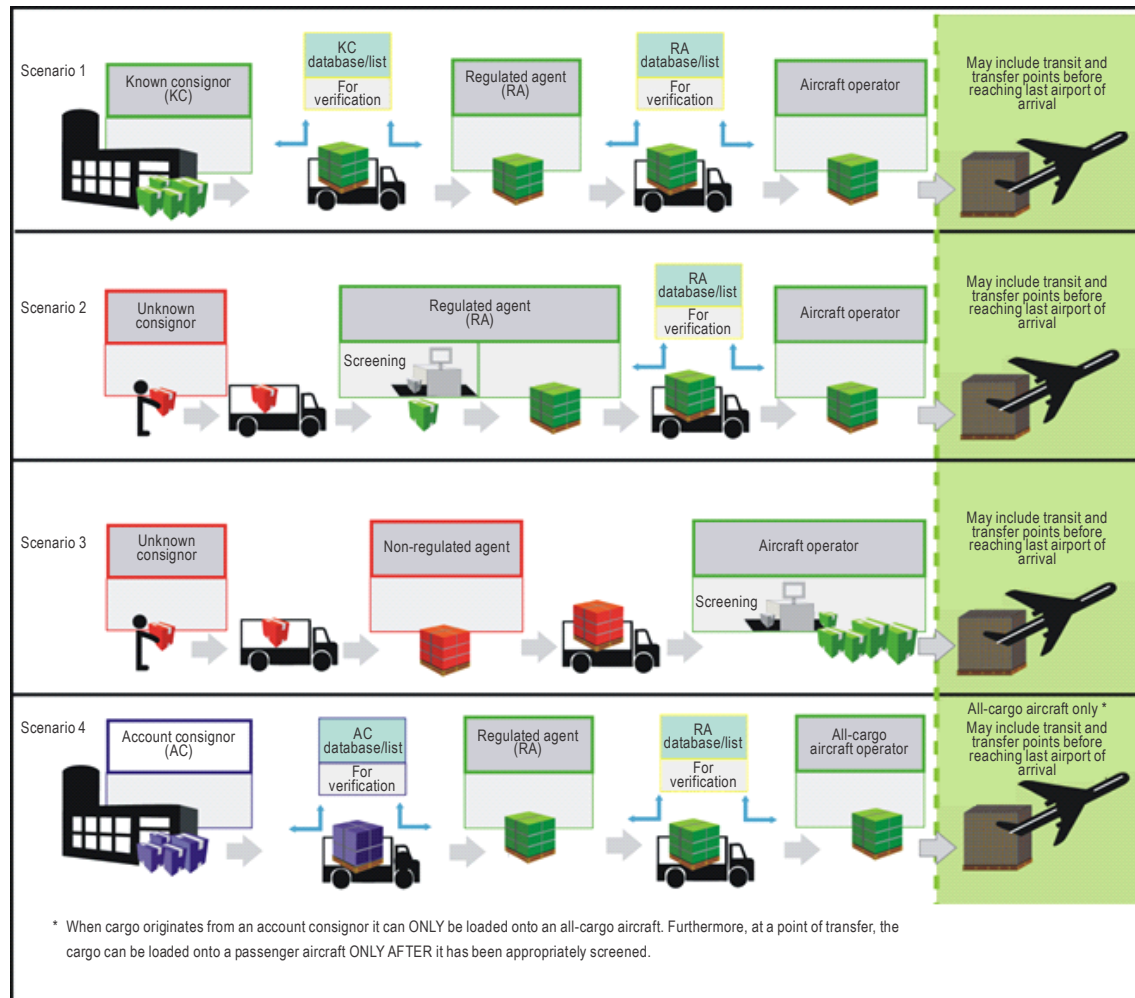 Scenario 1
Known consignor
(KC)
KC
database/list
For
verification
Regulated agent
(RA)
RA
database/list
For
verification
Aircraft operator
May include transit and
transfer points before
reaching last airport of
arrival
Scenario 2
Unknown
consignor
Regulated agent
(RA)
Screening
RA
database/list
For
verification
Aircraft operator
May include transit and
transfer points before
reaching last airport of
arrival
Scenario 3
Unknown
consignor
Non-regulated agent
Aircraft operator
Screening
May include transit and
transfer points before
reaching last airport of
arrival
Scenario 4
Account consignor
(AC)
AC
database/list
For
verification
Regulated agent
(RA)
RA
database/list
For
verification
All-cargo
aircraft operator
All-cargo aircraft only *
May include transit and
transfer points before
reaching last airport of
arrival
* When cargo originates from an account consignor it can ONLY be loaded onto an all-cargo aircraft. Furthermore, at a point of transfer, the
cargo can be loaded onto a passenger aircraft ONLY AFTER it has been appropriately screened.